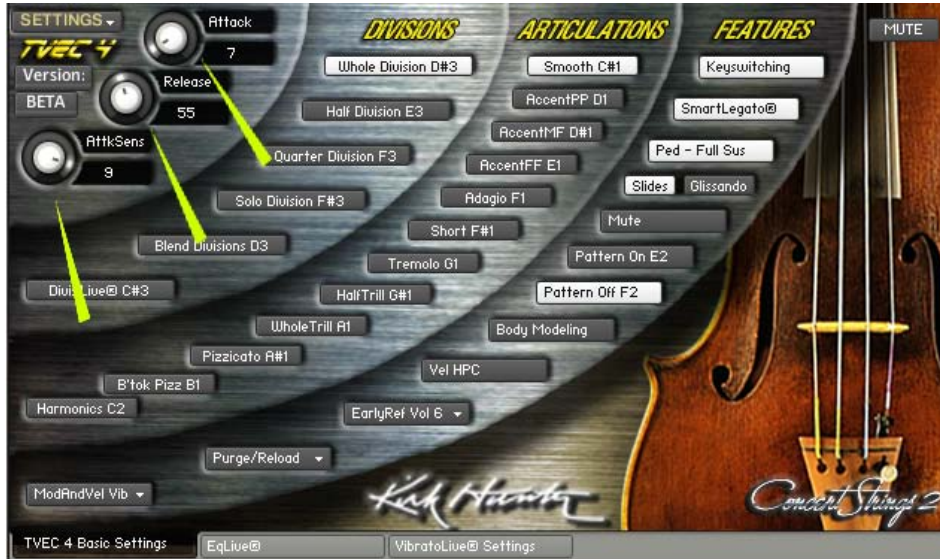 SETTINGS
TVEC 4
Version:
BETA
Attack
7
Release
55
AttkSens
9
DIVISIONS
Whole Division D#3
Half Division E3
Quarter Division F3
Solo Division F#3
Blend Divisions D3
DivisLive® C#3
ARTICULATIONS
Smooth C#1
AccentPP D1
AccentMF D#1
AccentFF E1
Adagio F1
Short F#1
Tremolo G1
HalfTrill G#1
WholeTrill A1
Pizzicato A#1
B'tok Pizz B1
Harmonics C2
FEATURES
Keyswitching
SmartLegato®
Ped - Full Sus
Slides Glissando
Mute
Pattern On E2
Pattern Off F2
Body Modeling
Vel HPC
EarlyRef Vol 6
Purge/Reload
ModAndVel Vib
MUTE
Kirk Hunter
Concert Strings 2
TVEC 4 Basic Settings
EqLive®
VibratoLive® Settings